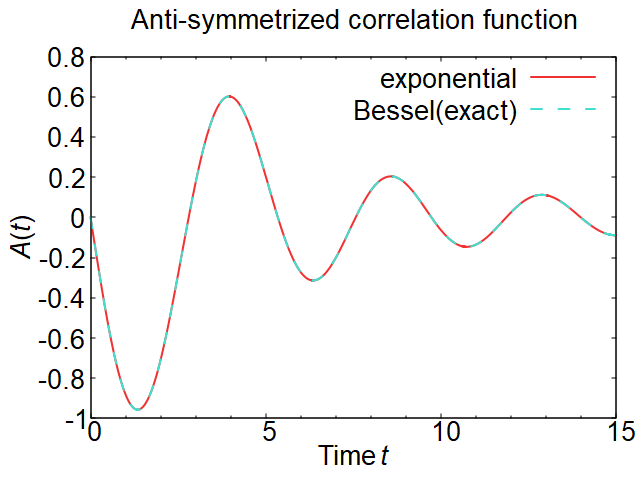 Anti-symmetrized correlation function
0.8
exponential
0.6
Bessel(exact)
0.4
0.2
0
A(t)
-0.2
-0.4
-0.6
-0.8
-1
0 5 10 15
Time t